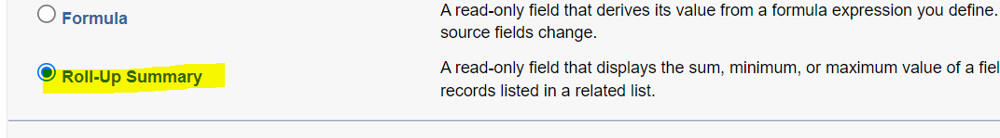 Formula
A read-only field that derives its value from a formula expression you define.
source fields change.
Roll-Up Summary
A read-only field that displays the sum, minimum, or maximum value of a
records listed in a related list.